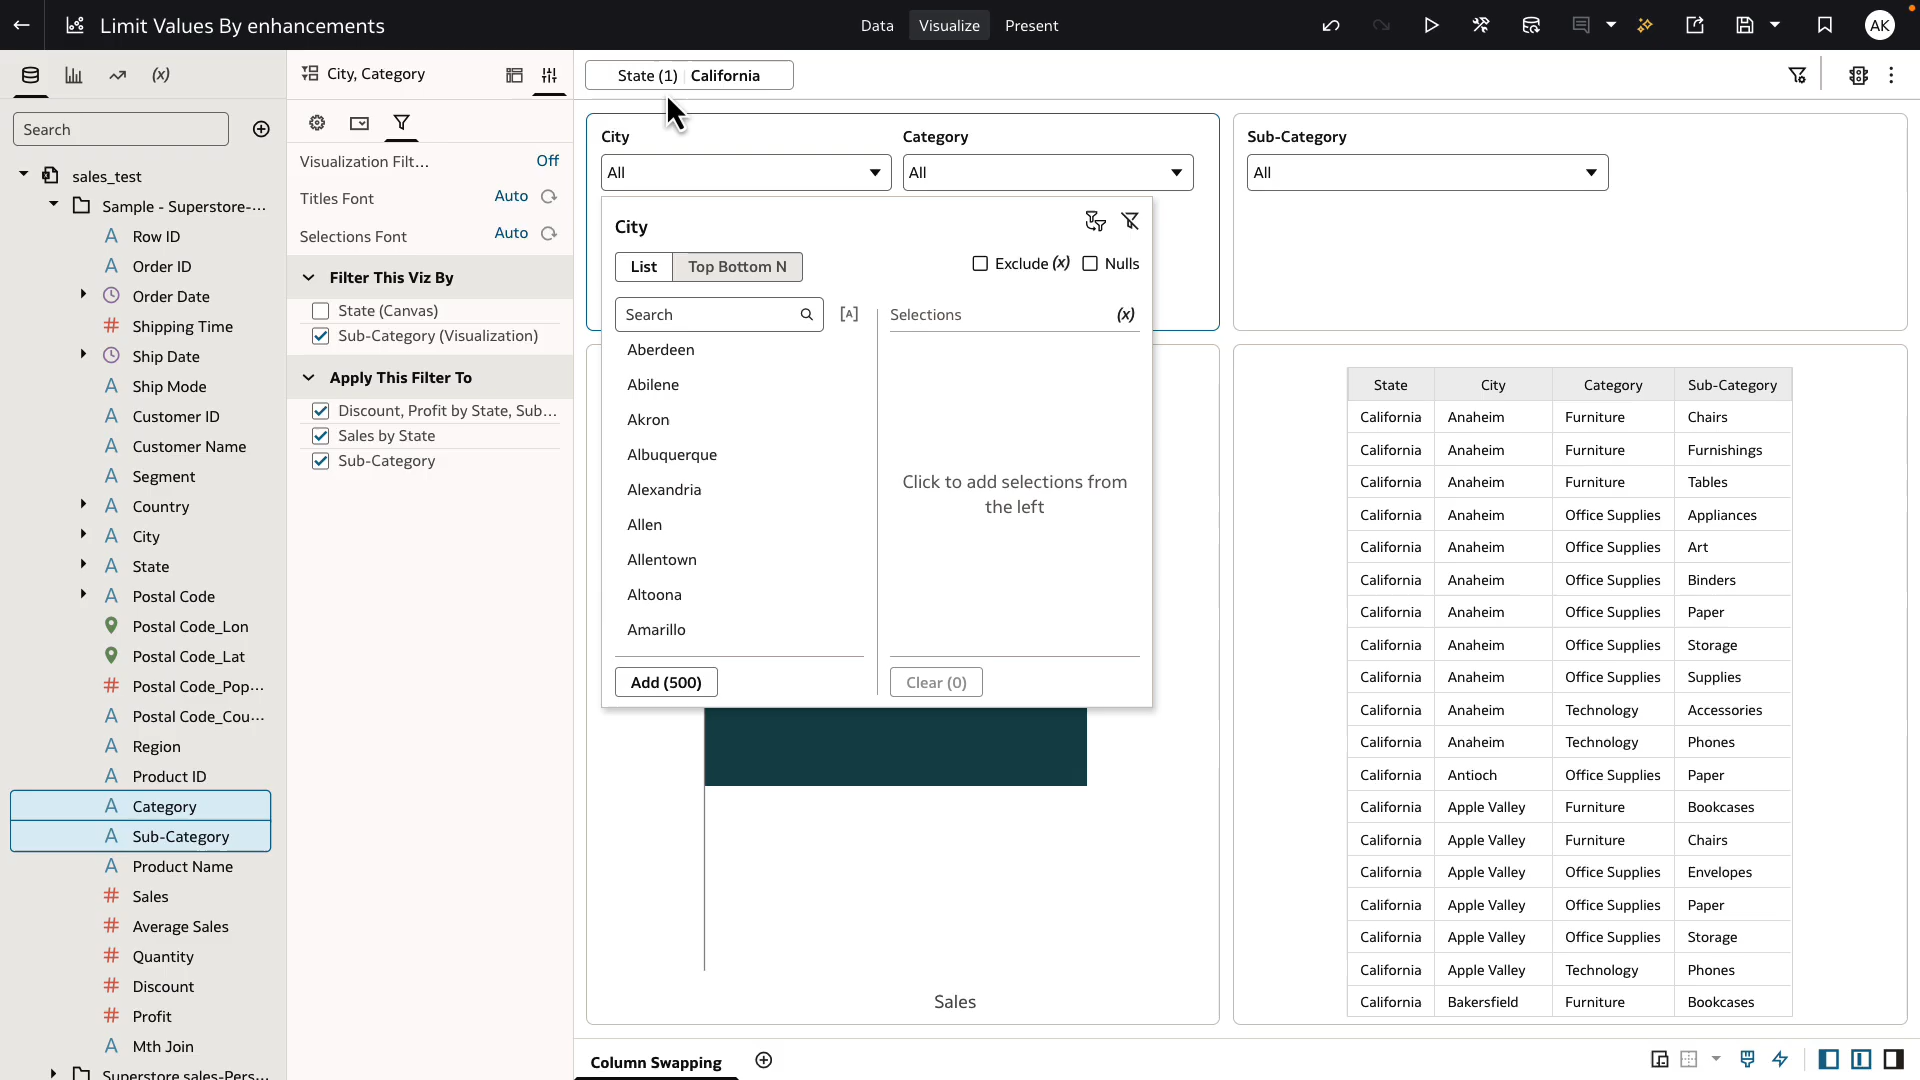 Limit Values By enhancements
Data
Visualize
Present
AK
(x)
Search
sales_test
Sample - Superstore-...
Row ID
Order ID
Order Date
Shipping Time
Ship Date
Ship Mode
Customer ID
Customer Name
Segment
Country
City
State
Postal Code
Postal Code_Lon
Postal Code_Lat
Postal Code_Pop...
Postal Code_Cou...
Region
Product ID
Category
Sub-Category
Product Name
Sales
Average Sales
Quantity
Discount
Profit
Mth Join
Superstore sales-Pers...
City, Category
Visualization Filt... Off
Titles Font Auto
Selections Font Auto
Filter This Viz By
State (Canvas)
Sub-Category (Visualization)
Apply This Filter To
Discount, Profit by State, Sub...
Sales by State
Sub-Category
State (1) California
City
All
Category
All
Sub-Category
All
City
List
Top Bottom N
Exclude (x)
Nulls
Search
[A]
Selections (x)
Aberdeen
Abilene
Akron
Albuquerque
Alexandria
Allen
Allentown
Altoona
Amarillo
Click to add selections from
the left
Add (500)
Clear (0)
Sales
State City Category Sub-Category
California Anaheim Furniture Chairs
California Anaheim Furniture Furnishings
California Anaheim Furniture Tables
California Anaheim Office Supplies Appliances
California Anaheim Office Supplies Art
California Anaheim Office Supplies Binders
California Anaheim Office Supplies Paper
California Anaheim Office Supplies Storage
California Anaheim Office Supplies Supplies
California Anaheim Technology Accessories
California Anaheim Technology Phones
California Antioch Office Supplies Paper
California Apple Valley Furniture Bookcases
California Apple Valley Furniture Chairs
California Apple Valley Office Supplies Envelopes
California Apple Valley Office Supplies Paper
California Apple Valley Office Supplies Storage
California Apple Valley Technology Phones
California Bakersfield Furniture Bookcases
Column Swapping